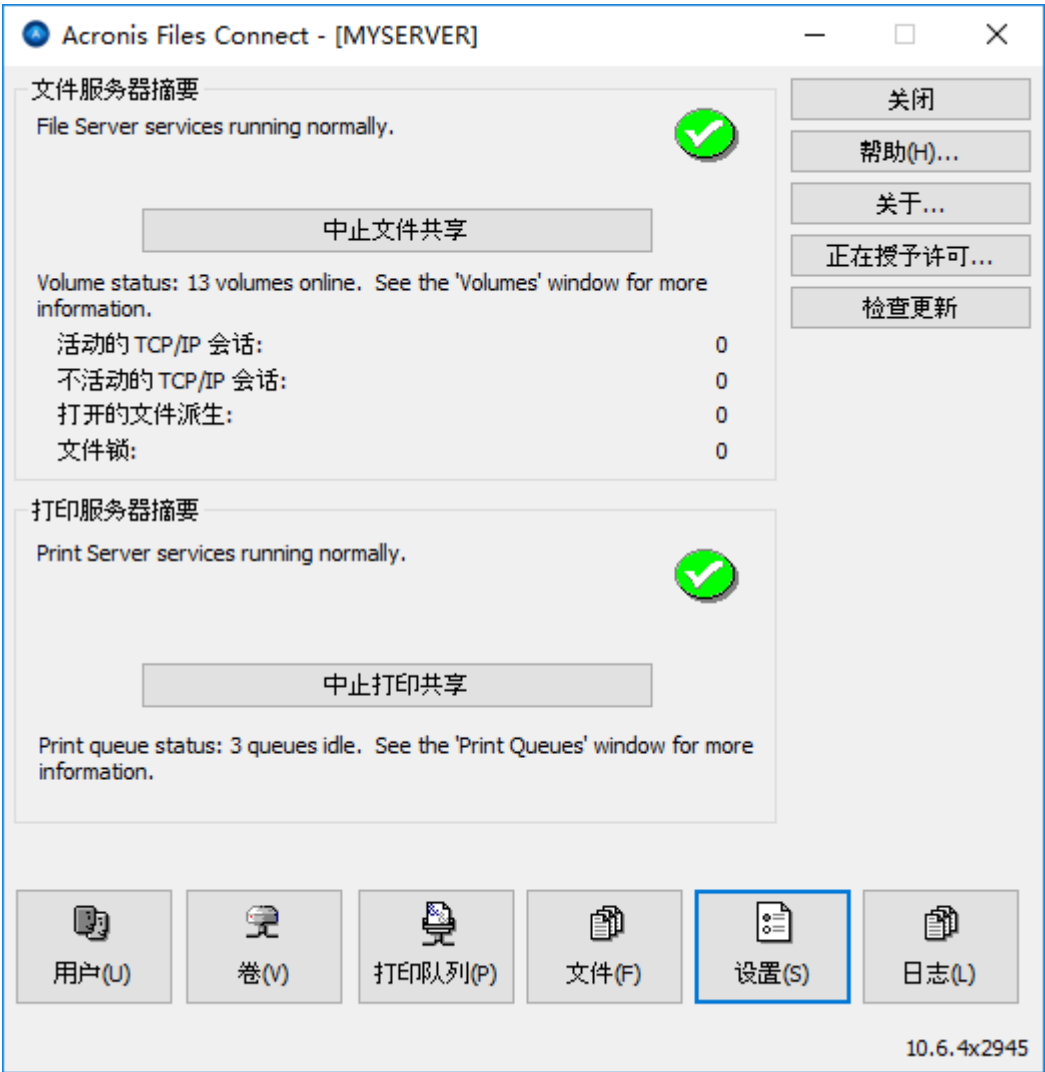 Acronis Files Connect - [MYSERVER]
文件服务器摘要
File Server services running normally.
中止文件共享
Volume status: 13 volumes online.  See the 'Volumes' window for more
information.
活动的 TCP/IP 会话: 0
不活动的 TCP/IP 会话: 0
打开的文件派生: 0
文件锁: 0
打印服务器摘要
Print Server services running normally.
中止打印共享
Print queue status: 3 queues idle.  See the 'Print Queues' window for more
information.
关闭
帮助(H)...
关于...
正在授予许可...
检查更新
用户(U)
卷(V)
打印队列(P)
文件(F)
设置(S)
日志(L)
10.6.4x2945